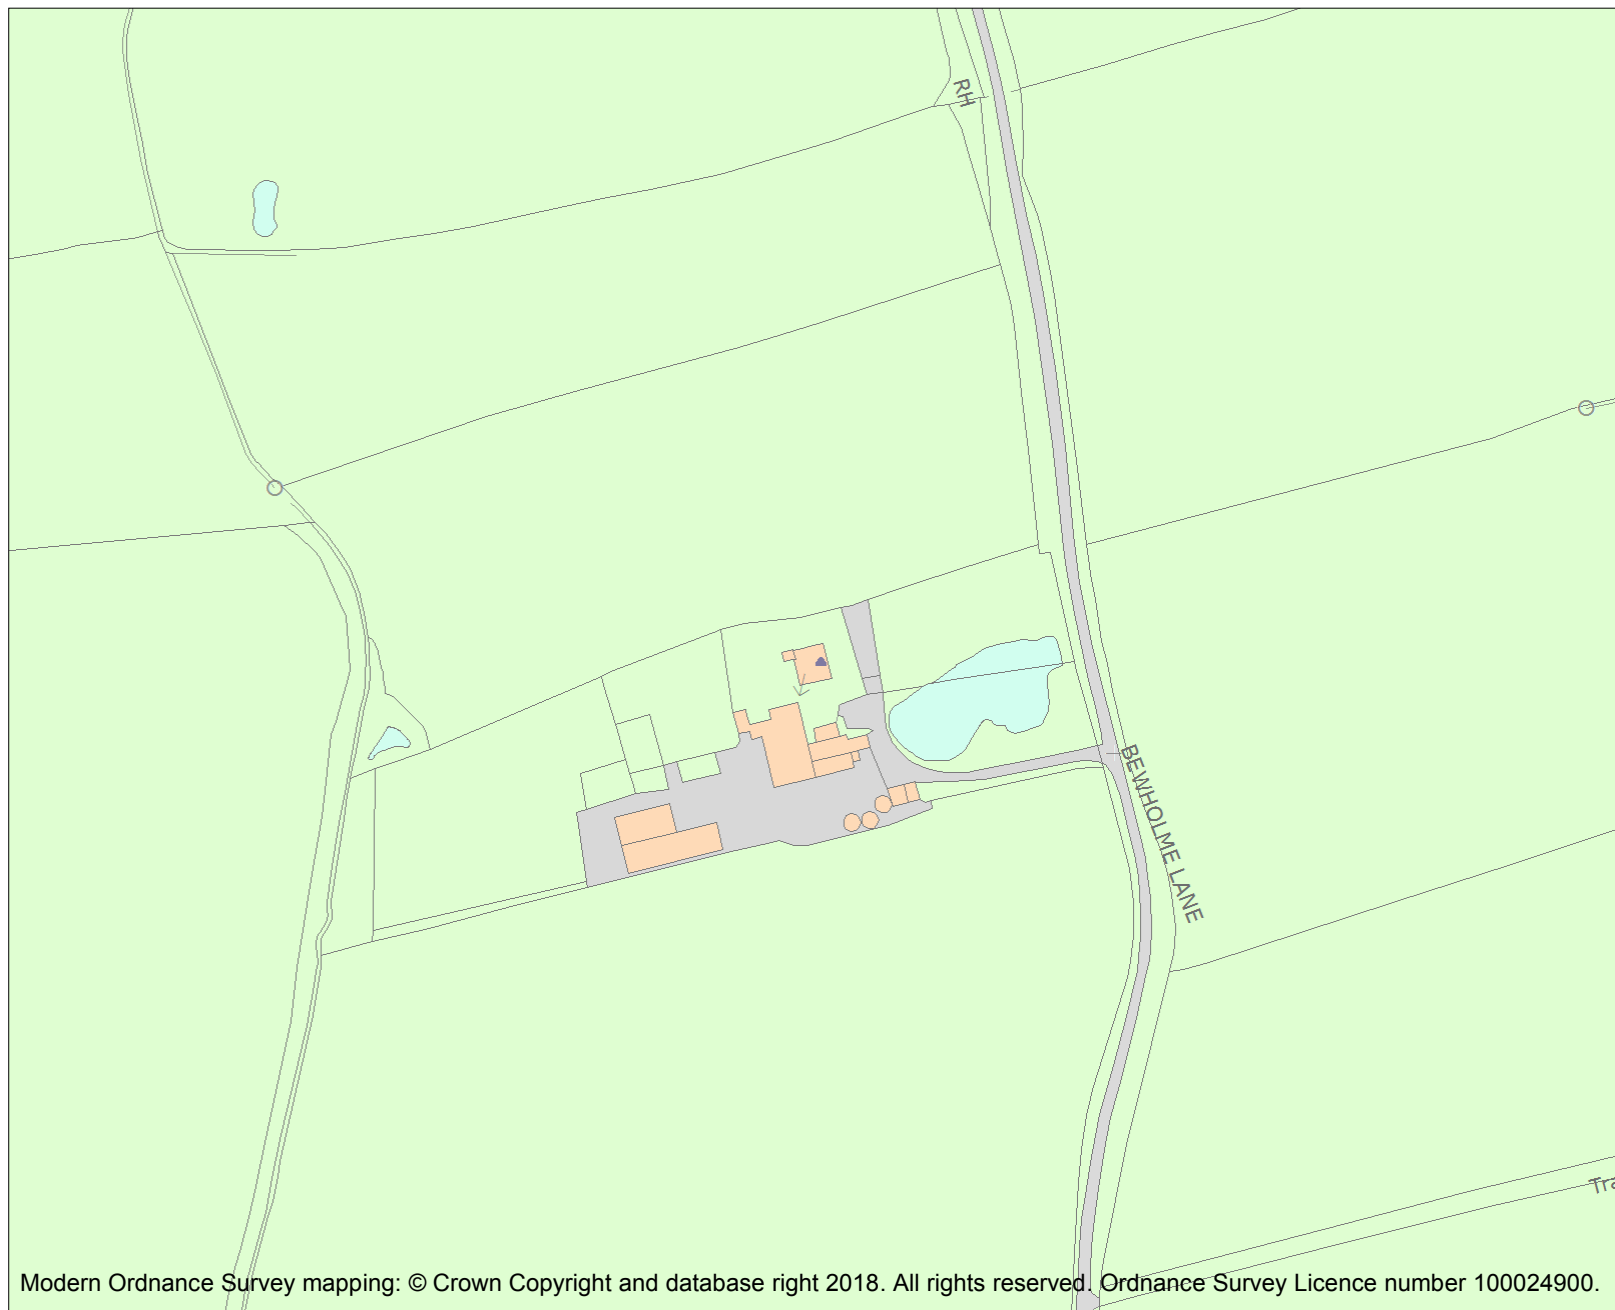 RH
BEWHOLME LANE
Tra
Modern Ordnance Survey mapping: © Crown Copyright and database right 2018. All rights reserved. Ordnance Survey Licence number 100024900.